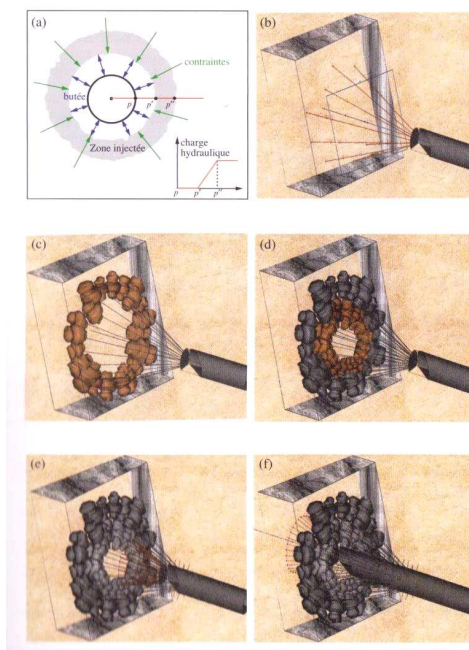 (a)
contraintes
butée
p p' p''
Zone injectée
charge
hydraulique
p p' p''
(b)
(c)
(d)
(e)
(f)